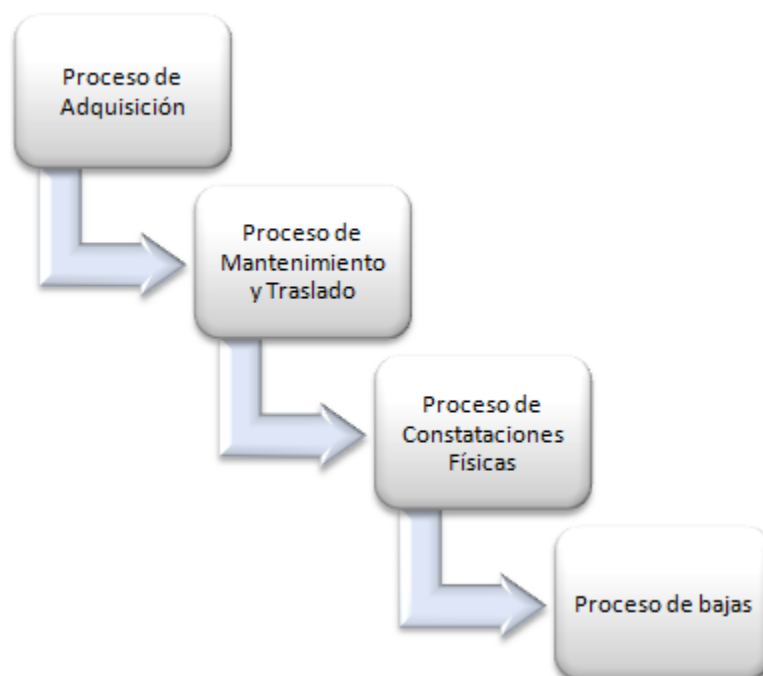 Proceso de
Adquisición
Proceso de
Mantenimiento
y Traslado
Proceso de
Constataciones
Físicas
Proceso de bajas